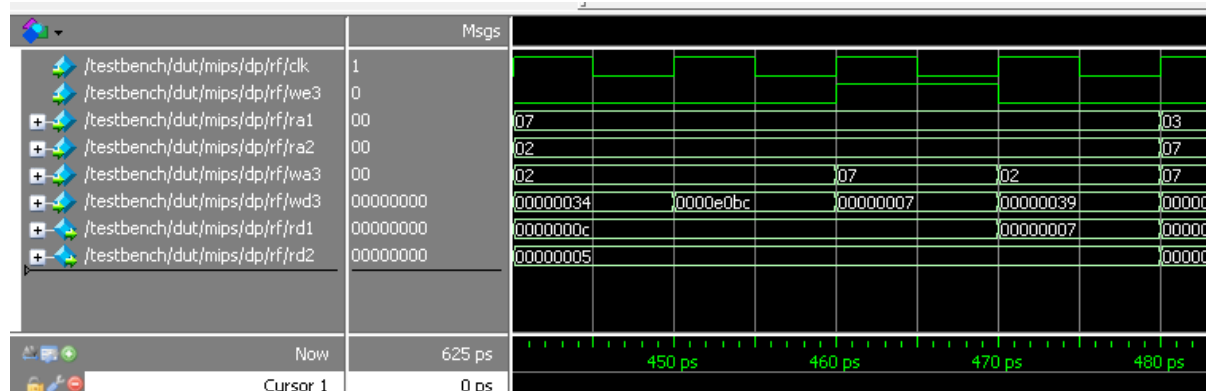 Msgs
/testbench/dut/mips/dp/rf/clk 1
/testbench/dut/mips/dp/rf/we3 0
/testbench/dut/mips/dp/rf/ra1 00 07 03
/testbench/dut/mips/dp/rf/ra2 00 02 07
/testbench/dut/mips/dp/rf/wa3 00 02 07 02 07
/testbench/dut/mips/dp/rf/wd3 00000000 00000034 0000e0bc 00000007 00000039 00000
/testbench/dut/mips/dp/rf/rd1 00000000 0000000c 00000007 00000
/testbench/dut/mips/dp/rf/rd2 00000000 00000005 00000
Now 625 ps 450 ps 460 ps 470 ps 480 ps
Cursor 1 0 ps